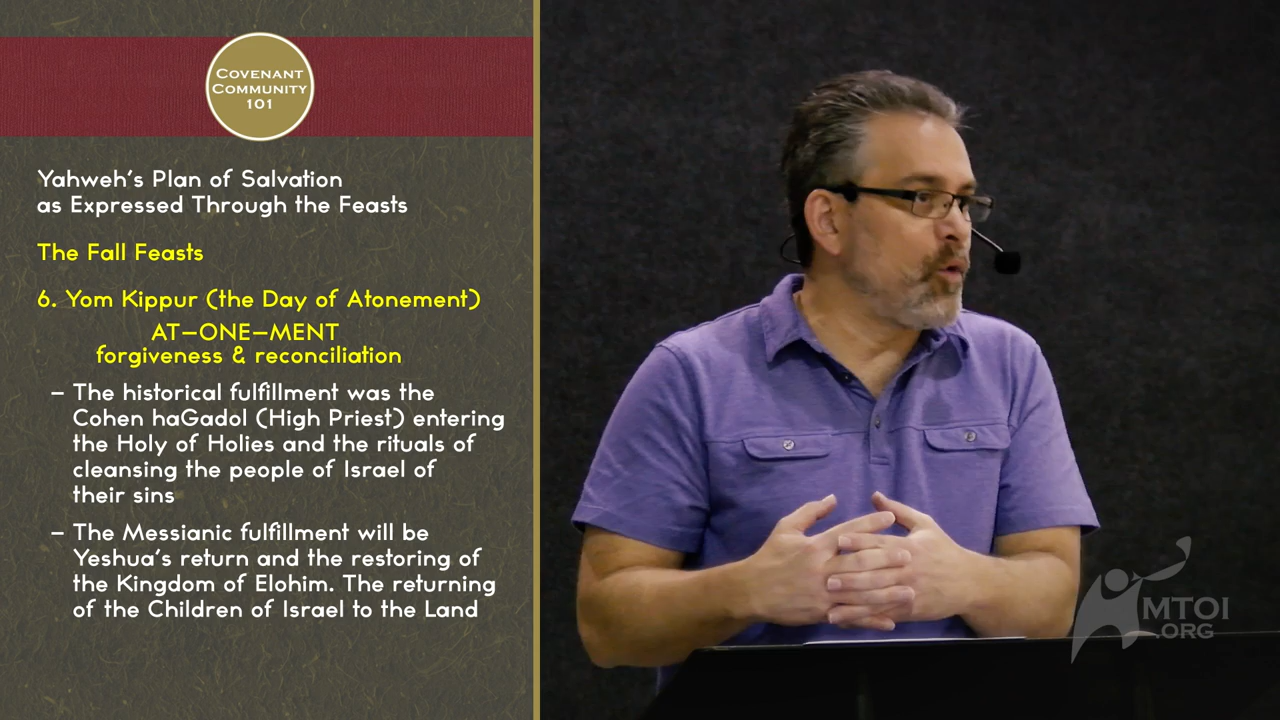 COVENANT
COMMUNITY
101
Yahweh's Plan of Salvation
as Expressed Through the Feasts
The Fall Feasts
6. Yom Kippur (the Day of Atonement)
AT–ONE–MENT
forgiveness & reconciliation
– The historical fulfillment was the
Cohen haGadol (High Priest) entering
the Holy of Holies and the rituals of
cleansing the people of Israel of
their sins
– The Messianic fulfillment will be
Yeshua's return and the restoring of
the Kingdom of Elohim. The returning
of the Children of Israel to the Land
MTOI
.ORG